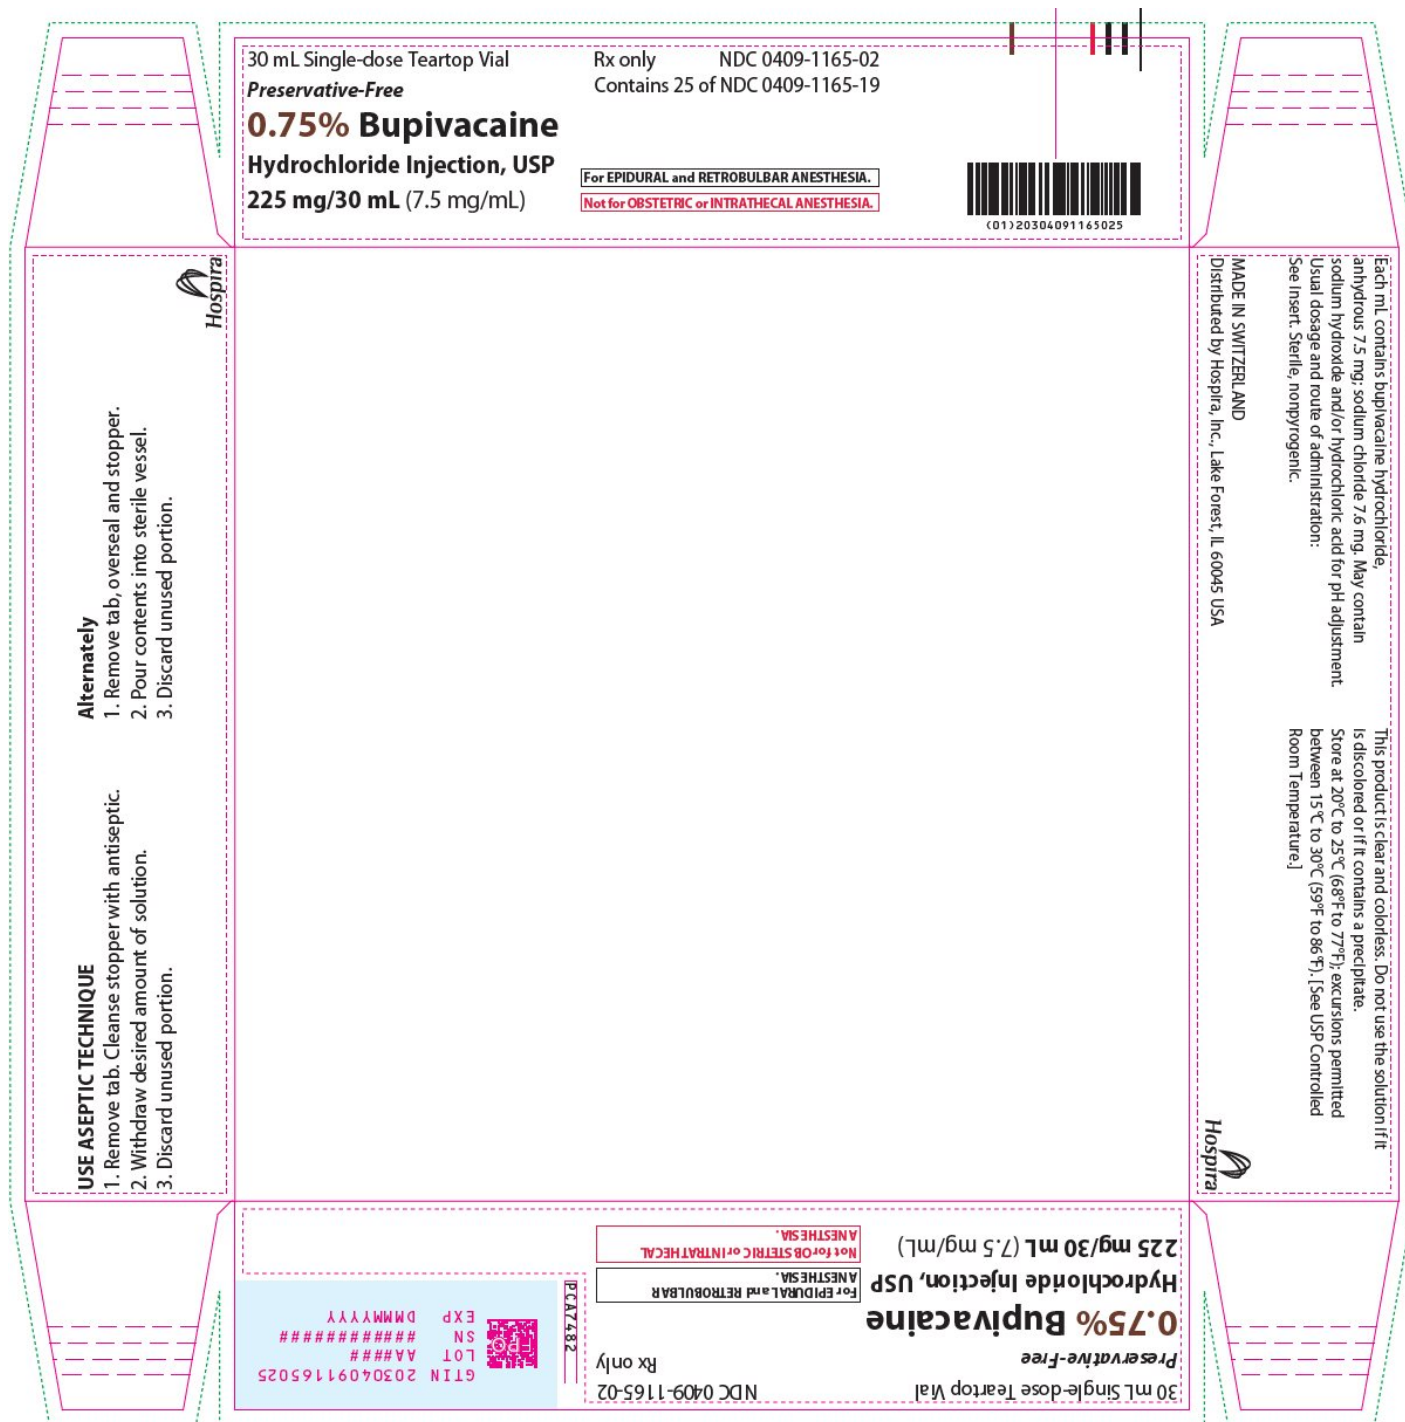 30 mL Single-dose Teartop Vial
Preservative-Free
0.75% Bupivacaine
Hydrochloride Injection, USP
225 mg/30 mL (7.5 mg/mL)
Rx only NDC 0409-1165-02
Contains 25 of NDC 0409-1165-19
For EPIDURAL and RETROBULBAR ANESTHESIA.
Not for OBSTETRIC or INTRATHECAL ANESTHESIA.
(01)20304091165025
Hospira
USE ASEPTIC TECHNIQUE
1. Remove tab. Cleanse stopper with antiseptic.
2. Withdraw desired amount of solution.
3. Discard unused portion.
Alternately
1. Remove tab, overseal and stopper.
2. Pour contents into sterile vessel.
3. Discard unused portion.
Each mL contains bupivacaine hydrochloride,
anhydrous 7.5 mg; sodium chloride 7.6 mg. May contain
sodium hydroxide and/or hydrochloric acid for pH adjustment.
Usual dosage and route of administration:
See insert. Sterile, nonpyrogenic.
MADE IN SWITZERLAND
Distributed by Hospira, Inc., Lake Forest, IL 60045 USA
This product is clear and colorless. Do not use the solution if it
is discolored or if it contains a precipitate.
Store at 20°C to 25°C (68°F to 77°F); excursions permitted
between 15°C to 30°C (59°F to 86°F). [See USP Controlled
Room Temperature.]
Hospira
30 mL Single-dose Teartop Vial
Preservative-Free
0.75% Bupivacaine
Hydrochloride Injection, USP
225 mg/30 mL (7.5 mg/mL)
NDC 0409-1165-02
Rx only
For EPIDURAL and RETROBULBAR
ANESTHESIA.
Not for OBSTETRIC or INTRATHECAL
ANESTHESIA.
PCA7482
FPO
GTIN 20304091165025
LOT AA####
SN ############
EXP DMMMYYYY